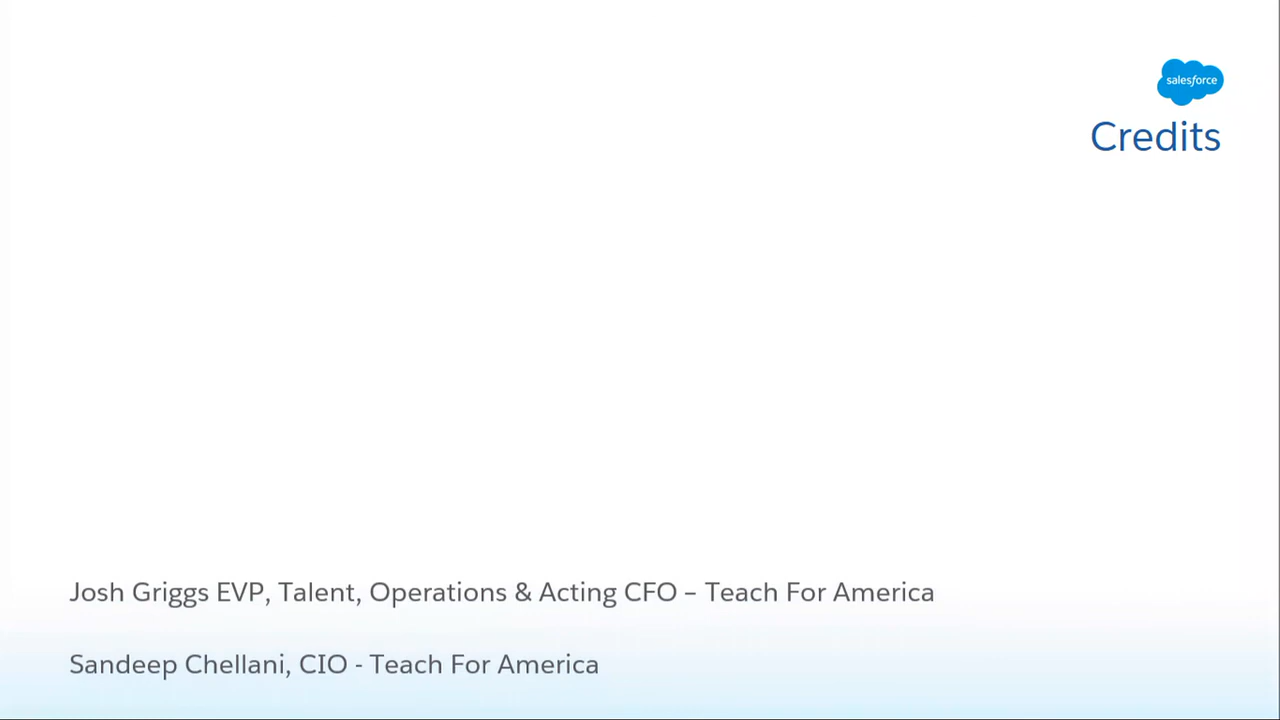 salesforce
Credits
Josh Griggs EVP, Talent, Operations & Acting CFO – Teach For America
Sandeep Chellani, CIO - Teach For America